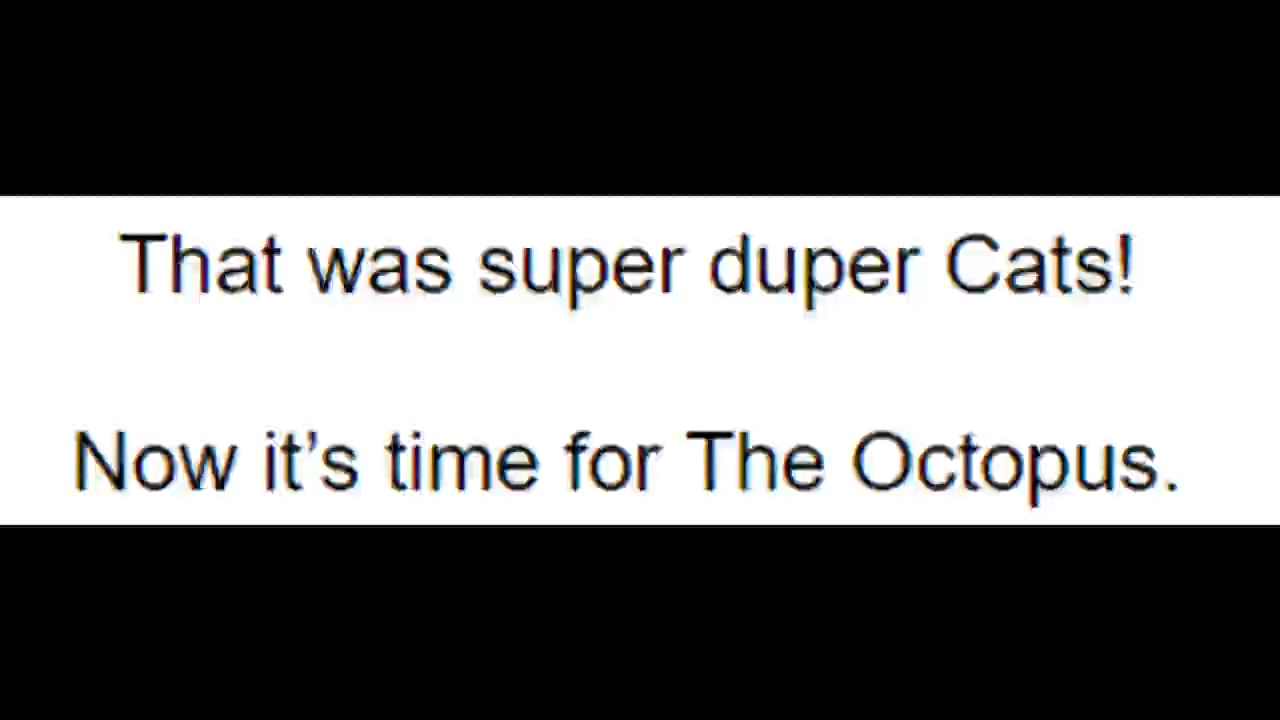 That was super duper Cats!
Now it’s time for The Octopus.